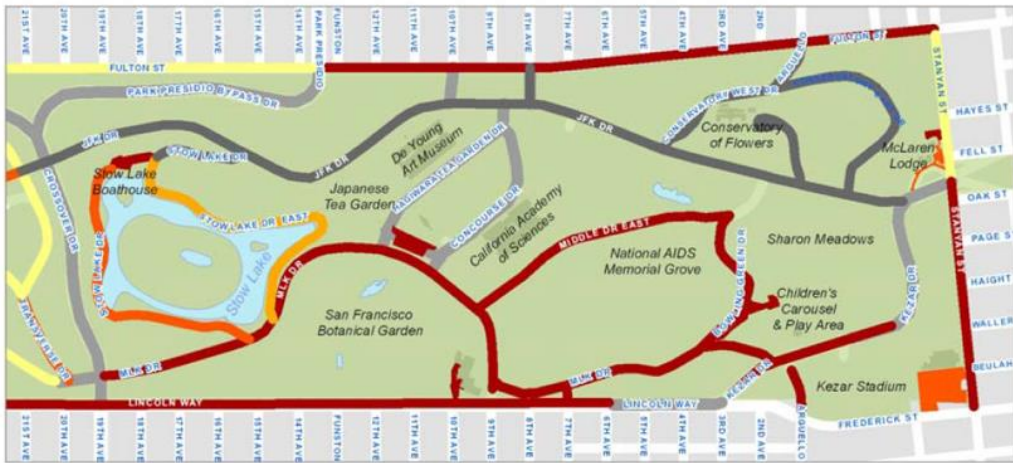 21ST AVE
20TH AVE
19TH AVE
18TH AVE
17TH AVE
16TH AVE
15TH AVE
14TH AVE
PARK PRESIDIO
FUNSTON
12TH AVE
11TH AVE
10TH AVE
9TH AVE
8TH AVE
7TH AVE
6TH AVE
5TH AVE
4TH AVE
3RD AVE
2ND
ARGUELLO
FULTON ST
FULTON ST
STANYAN ST
PARK PRESIDIO BYPASS DR
CONSERVATORY WEST DR
HAYES ST
JFK DR
STOW LAKE DR
De Young
Art Museum
JFK DR
Conservatory
of Flowers
McLaren
Lodge
FELL ST
Stow Lake
Boathouse
JFK DR
Japanese
Tea Garden
HAGIWARA TEA GARDEN DR
CROSSOVER DR
STOW LAKE DR EAST
CONCOURSE DR
California Academy
of Sciences
MIDDLE DR EAST
OAK ST
STOW LAKE DR
Stow Lake
MLK DR
National AIDS
Memorial Grove
BOWLING GREEN DR
Sharon Meadows
STANYAN ST
PAGE ST
KEZAR DR
HAIGHT
San Francisco
Botanical Garden
Children's
Carousel
& Play Area
TRANSVERSE DR
WALLER
MLK DR
MLK DR
KEZAR DR
Kezar Stadium
BEULAH
LINCOLN WAY
LINCOLN WAY
ARGUELLO
FREDERICK ST
21ST AVE
20TH AVE
19TH AVE
18TH AVE
17TH AVE
16TH AVE
15TH AVE
14TH AVE
FUNSTON
12TH AVE
11TH AVE
10TH AVE
9TH AVE
8TH AVE
7TH AVE
6TH AVE
5TH AVE
4TH AVE
3RD AVE
2ND AVE